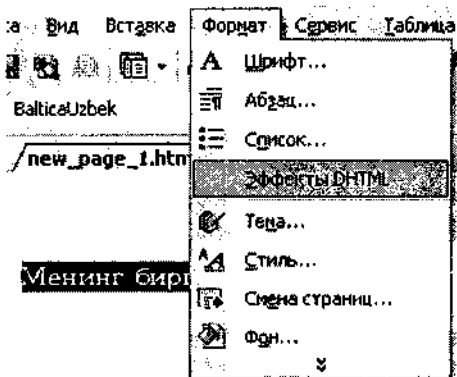 Вид Вставка Формат Сервис Таблица
BalticaUzbek
new_page_1.htm
Менинг
Шрифт...
Абзац...
Список...
Эффекты DHTML
Тема...
Стиль...
Смена страниц...
Фон...